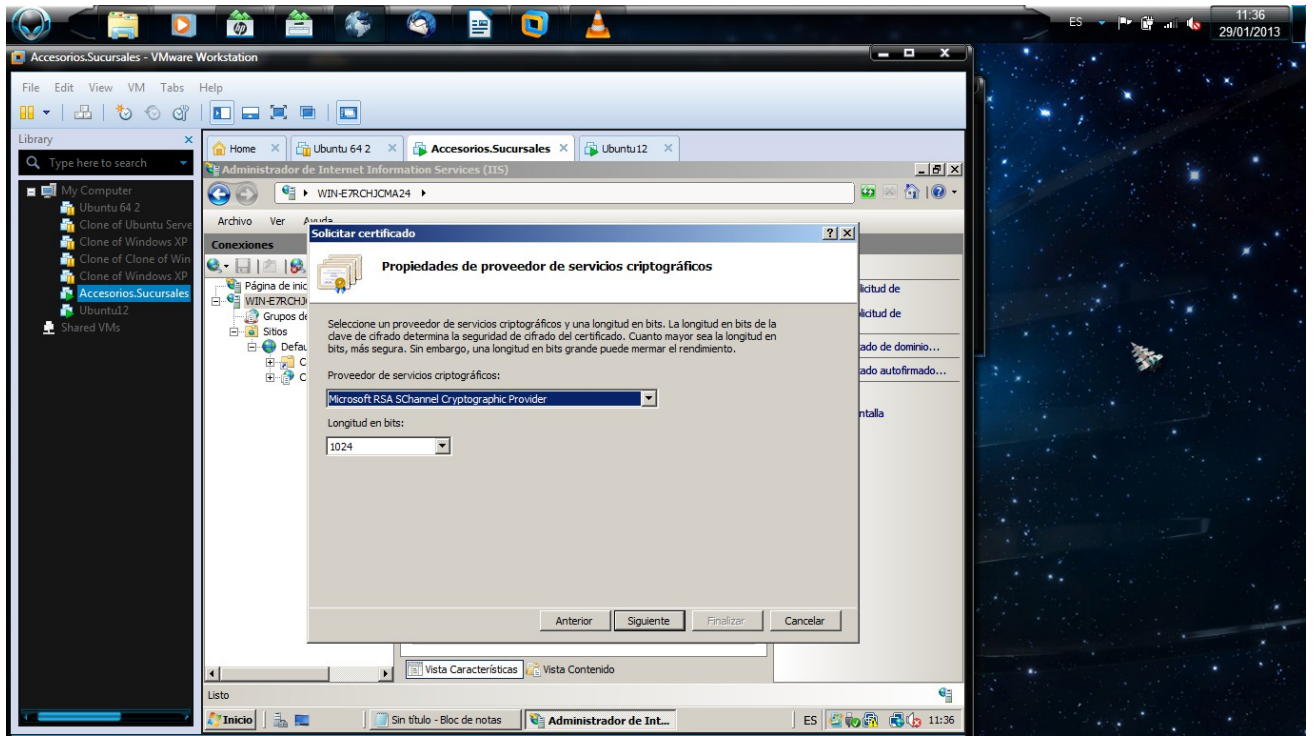 ES
11:36
29/01/2013
Accesorios.Sucursales - VMware Workstation
File Edit View VM Tabs Help
Library
Type here to search
My Computer
Ubuntu 64 2
Clone of Ubuntu Serve
Clone of Windows XP
Clone of Clone of Win
Clone of Windows XP
Accesorios.Sucursales
Ubuntu12
Shared VMs
Home
Ubuntu 64 2
Accesorios.Sucursales
Ubuntu12
Administrador de Internet Information Services (IIS)
WIN-E7RCHJCMA24
Archivo Ver Ayuda
Conexiones
Página de inic
WIN-E7RCHJ
Grupos de
Sitios
Defau
C
C
Solicitar certificado
Propiedades de proveedor de servicios criptográficos
Seleccione un proveedor de servicios criptográficos y una longitud en bits. La longitud en bits de la
clave de cifrado determina la seguridad de cifrado del certificado. Cuanto mayor sea la longitud en
bits, más segura. Sin embargo, una longitud en bits grande puede mermar el rendimiento.
Proveedor de servicios criptográficos:
Microsoft RSA SChannel Cryptographic Provider
Longitud en bits:
1024
Anterior
Siguiente
Finalizar
Cancelar
licitud de
licitud de
ado de dominio...
ado autofirmado...
ntalla
Vista Características
Vista Contenido
Listo
Inicio
Sin título - Bloc de notas
Administrador de Int...
ES
11:36